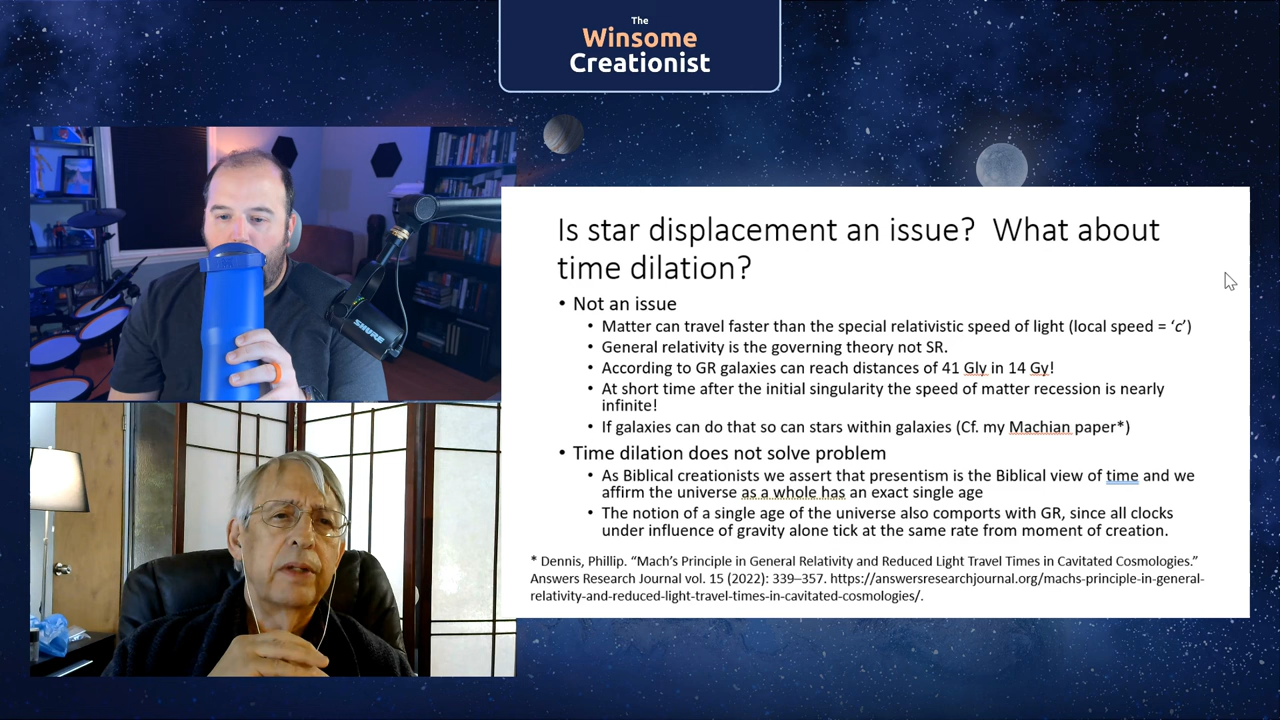 The
Winsome
Creationist
SHURE
Is star displacement an issue? What about
time dilation?
• Not an issue
• Matter can travel faster than the special relativistic speed of light (local speed = ‘c’)
• General relativity is the governing theory not SR.
• According to GR galaxies can reach distances of 41 Gly in 14 Gy!
• At short time after the initial singularity the speed of matter recession is nearly
infinite!
• If galaxies can do that so can stars within galaxies (Cf. my Machian paper*)
• Time dilation does not solve problem
• As Biblical creationists we assert that presentism is the Biblical view of time and we
affirm the universe as a whole has an exact single age
• The notion of a single age of the universe also comports with GR, since all clocks
under influence of gravity alone tick at the same rate from moment of creation.
* Dennis, Phillip. “Mach’s Principle in General Relativity and Reduced Light Travel Times in Cavitated Cosmologies.”
Answers Research Journal vol. 15 (2022): 339–357. https://answersresearchjournal.org/machs-principle-in-general-
relativity-and-reduced-light-travel-times-in-cavitated-cosmologies/.